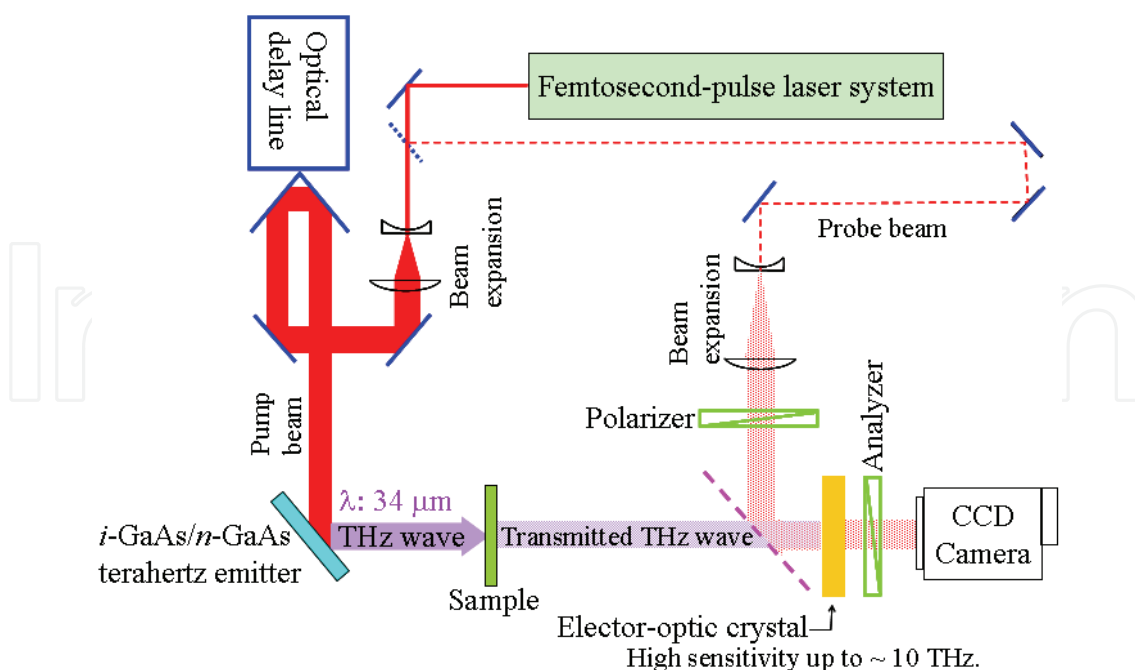 Optical
delay line
Femtosecond-pulse laser system
Beam
expansion
Probe beam
Beam
expansion
Polarizer
Pump
beam
Analyzer
λ: 34 μm
i-GaAs/n-GaAs
terahertz emitter
THz wave
Transmitted THz wave
CCD
Camera
Sample
Elector-optic crystal
High sensitivity up to ~ 10 THz.